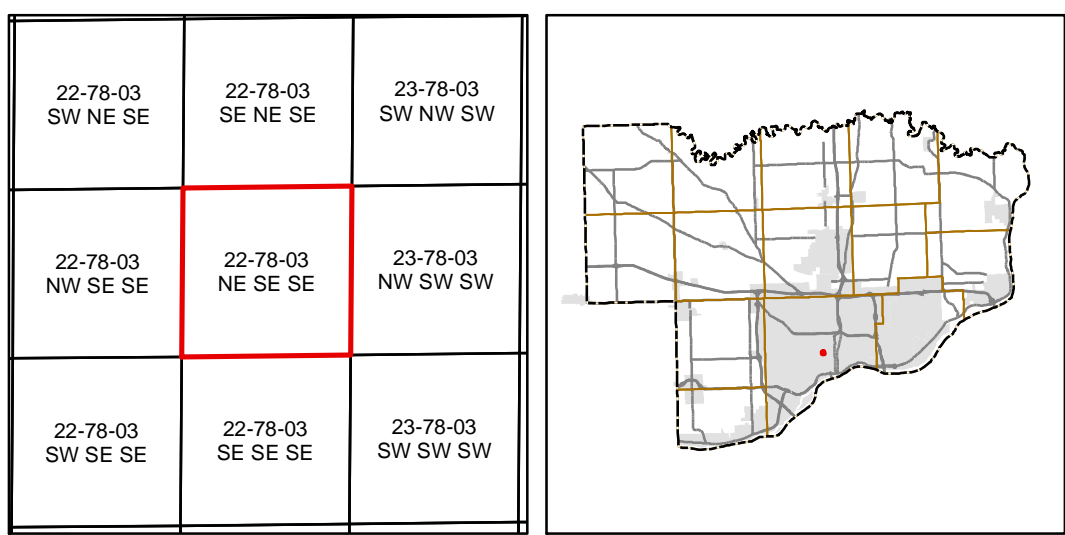 22-78-03
SW NE SE
22-78-03
SE NE SE
23-78-03
SW NW SW
22-78-03
NW SE SE
22-78-03
NE SE SE
23-78-03
NW SW SW
22-78-03
SW SE SE
22-78-03
SE SE SE
23-78-03
SW SW SW